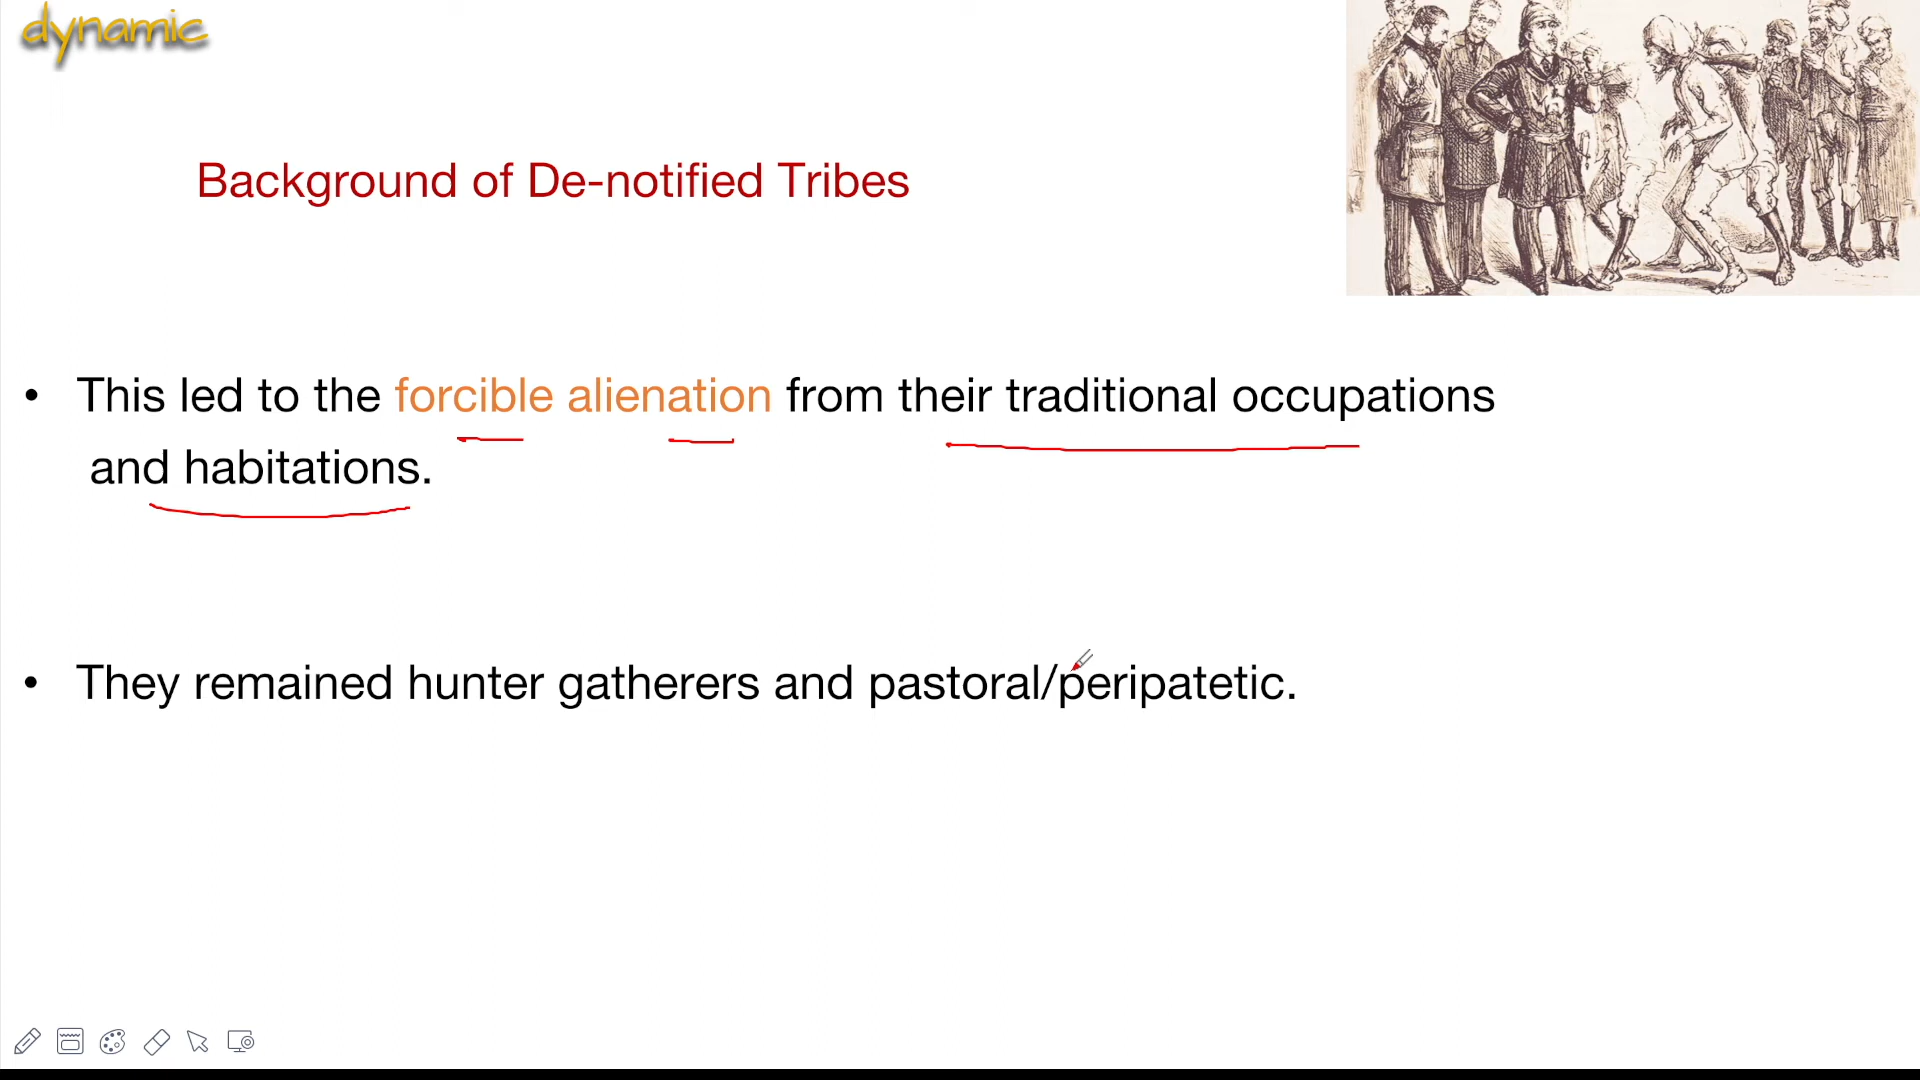 dynamic
Background of De-notified Tribes
• This led to the forcible alienation from their traditional occupations
and habitations.
• They remained hunter gatherers and pastoral/peripatetic.